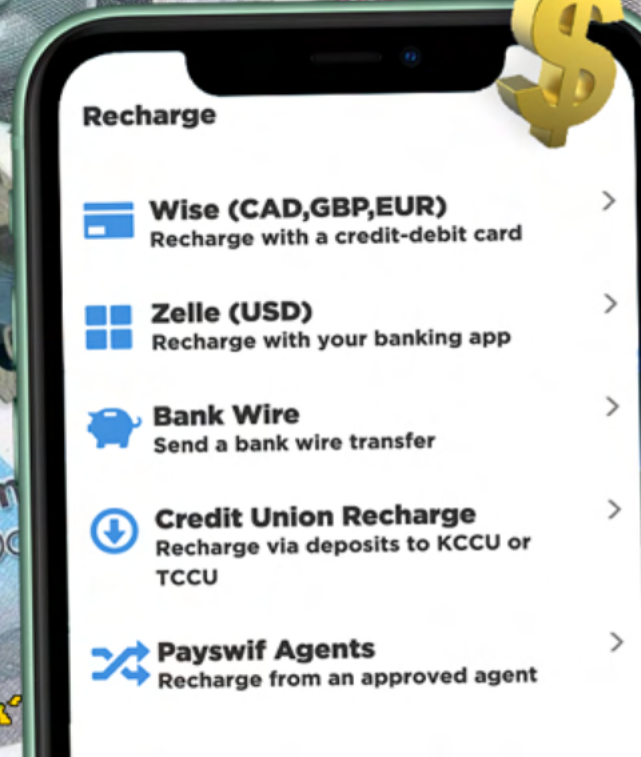 Recharge
Wise (CAD,GBP,EUR)
Recharge with a credit-debit card
Zelle (USD)
Recharge with your banking app
Bank Wire
Send a bank wire transfer
Credit Union Recharge
Recharge via deposits to KCCU or
TCCU
Payswif Agents
Recharge from an approved agent